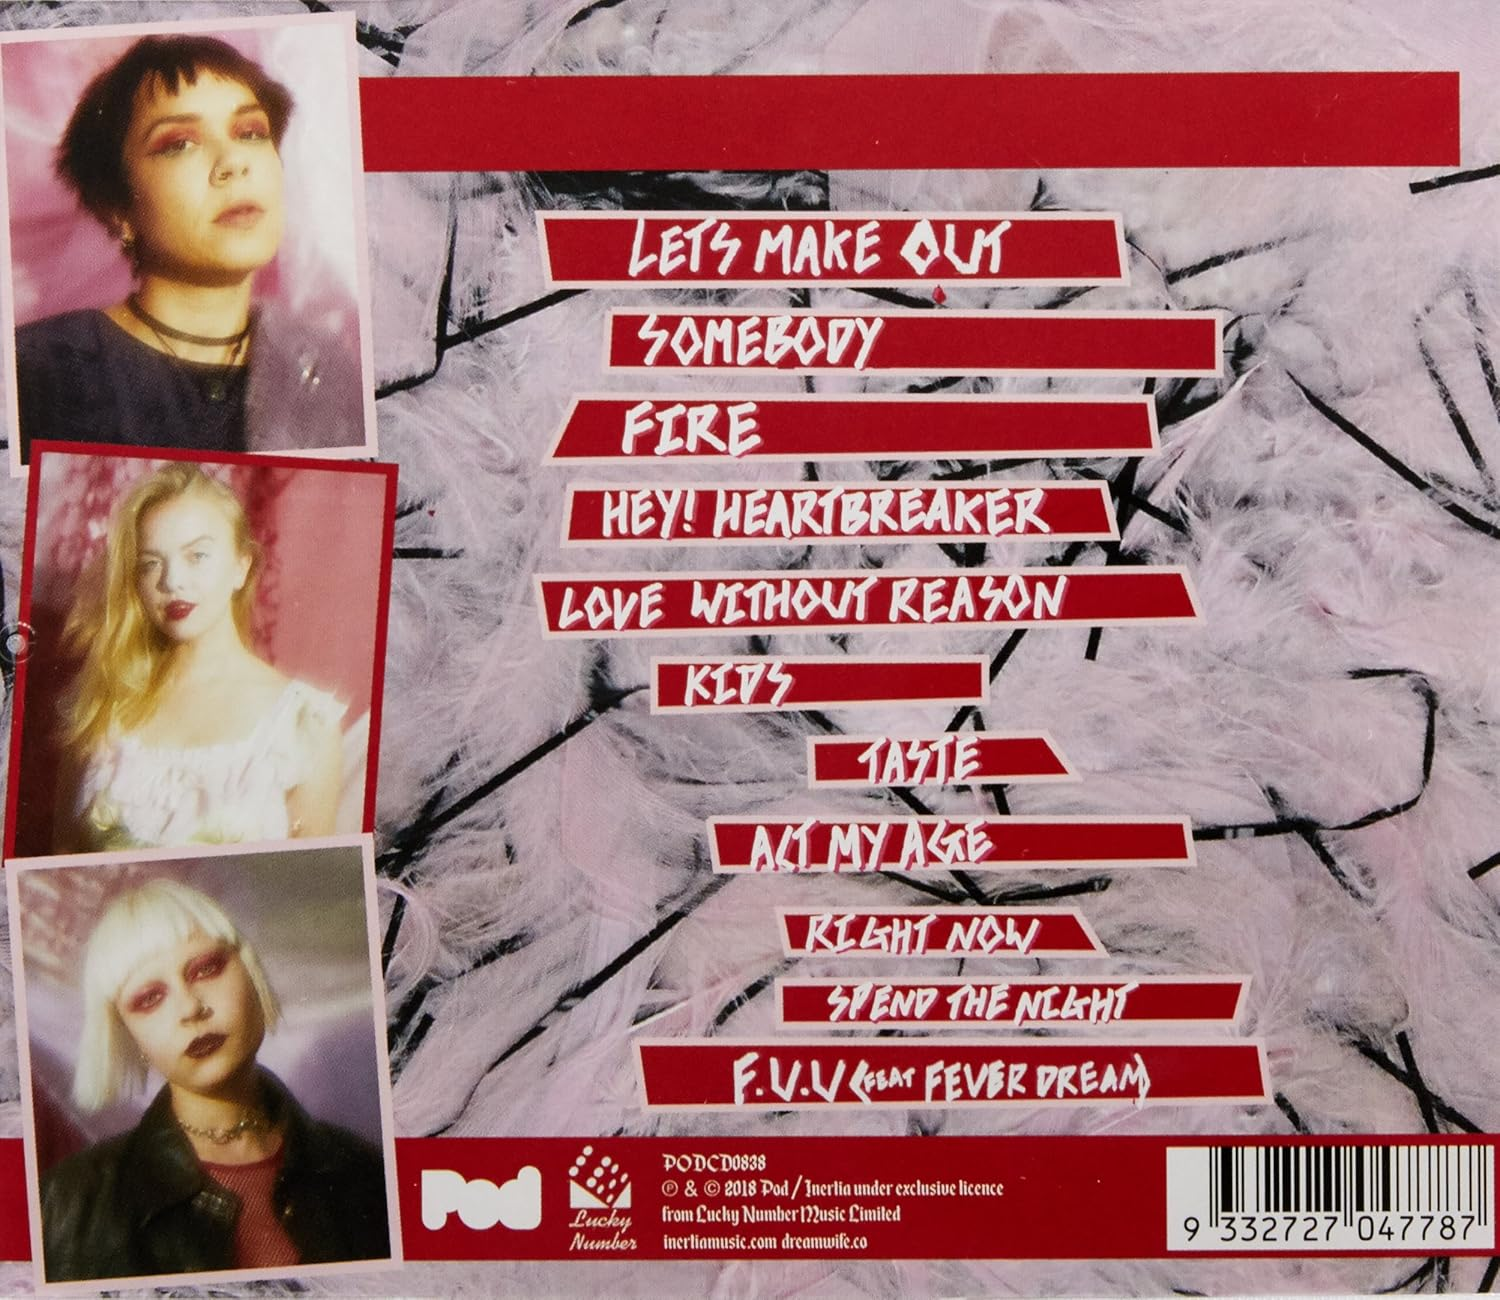 LETS MAKE OUT
SOMEBODY
FIRE
HEY! HEARTBREAKER
LOVE WITHOUT REASON
KIDS
TASTE
ACT MY AGE
RIGHT NOW
SPEND THE NIGHT
F.U.U (FEAT FEVER DREAM)
Pod
Lucky
Number
PODCD0838
℗ & © 2018 Pod / Inertia under exclusive licence
from Lucky Number Music Limited
inertiamusic.com dreamwife.co
9 332727 047787